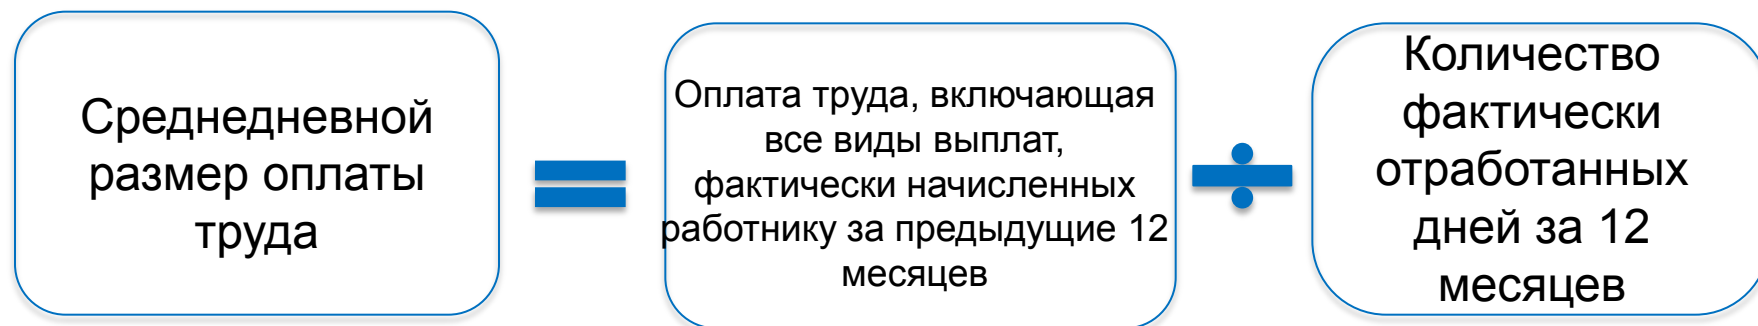 Среднедневной
размер оплаты
труда
Оплата труда, включающая
все виды выплат,
фактически начисленных
работнику за предыдущие 12
месяцев
Количество
фактически
отработанных
дней за 12
месяцев